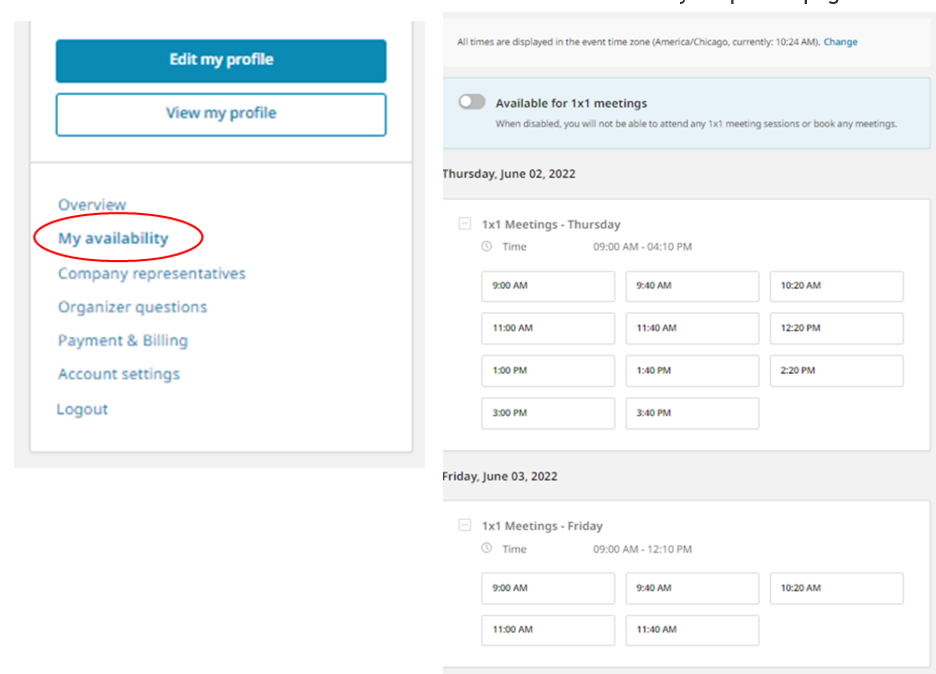 Edit my profile
View my profile
Overview
My availability
Company representatives
Organizer questions
Payment & Billing
Account settings
Logout
All times are displayed in the event time zone (America/Chicago, currently: 10:24 AM). Change
Available for 1x1 meetings
When disabled, you will not be able to attend any 1x1 meeting sessions or book any meetings.
Thursday, June 02, 2022
1x1 Meetings - Thursday
Time 09:00 AM - 04:10 PM
9:00 AM 9:40 AM 10:20 AM
11:00 AM 11:40 AM 12:20 PM
1:00 PM 1:40 PM 2:20 PM
3:00 PM 3:40 PM
Friday, June 03, 2022
1x1 Meetings - Friday
Time 09:00 AM - 12:10 PM
9:00 AM 9:40 AM 10:20 AM
11:00 AM 11:40 AM